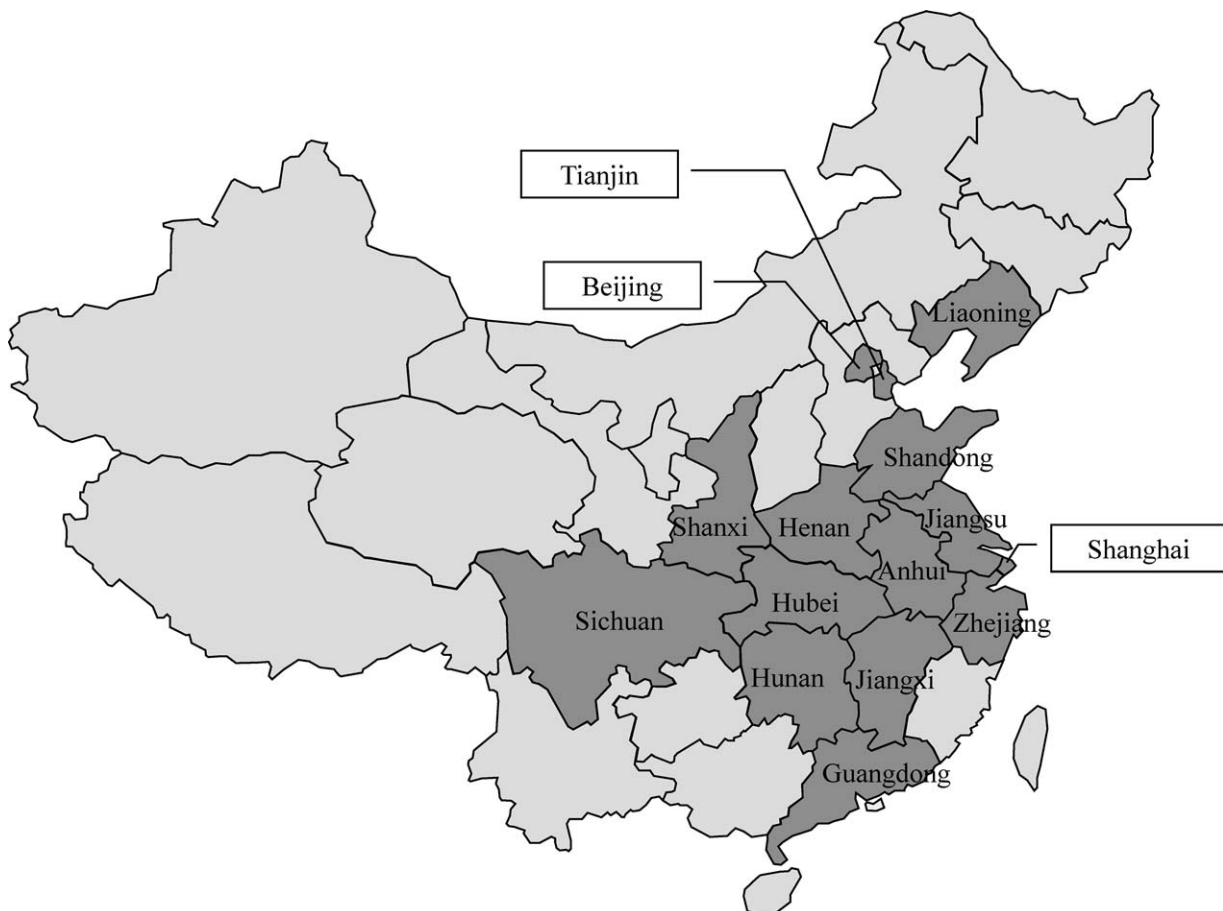 Tianjin
Beijing
Liaoning
Shandong
Shanxi
Henan
Jiangsu
Shanghai
Anhui
Hubei
Sichuan
Zhejiang
Hunan
Jiangxi
Guangdong